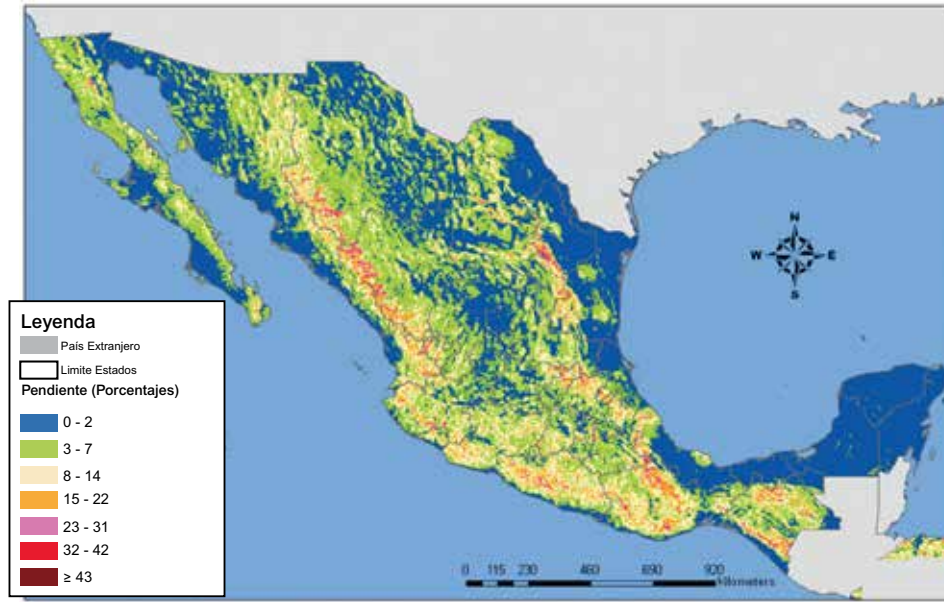 N
W E
S
Leyenda
País Extranjero
Limite Estados
Pendiente (Porcentajes)
0 - 2
3 - 7
8 - 14
15 - 22
23 - 31
32 - 42
≥ 43
0 115 230 460 690 920
Kilometers